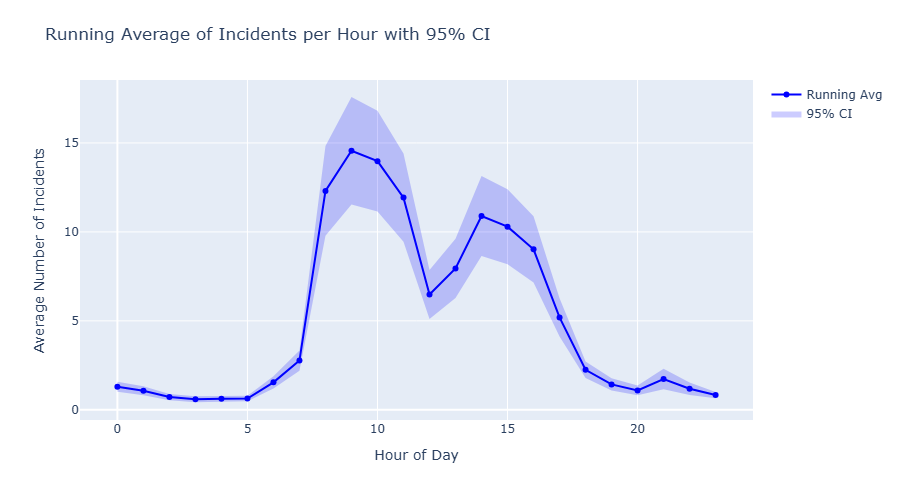 Running Average of Incidents per Hour with 95% CI
Running Avg
95% CI
Average Number of Incidents
15
10
5
0
0 5 10 15 20
Hour of Day